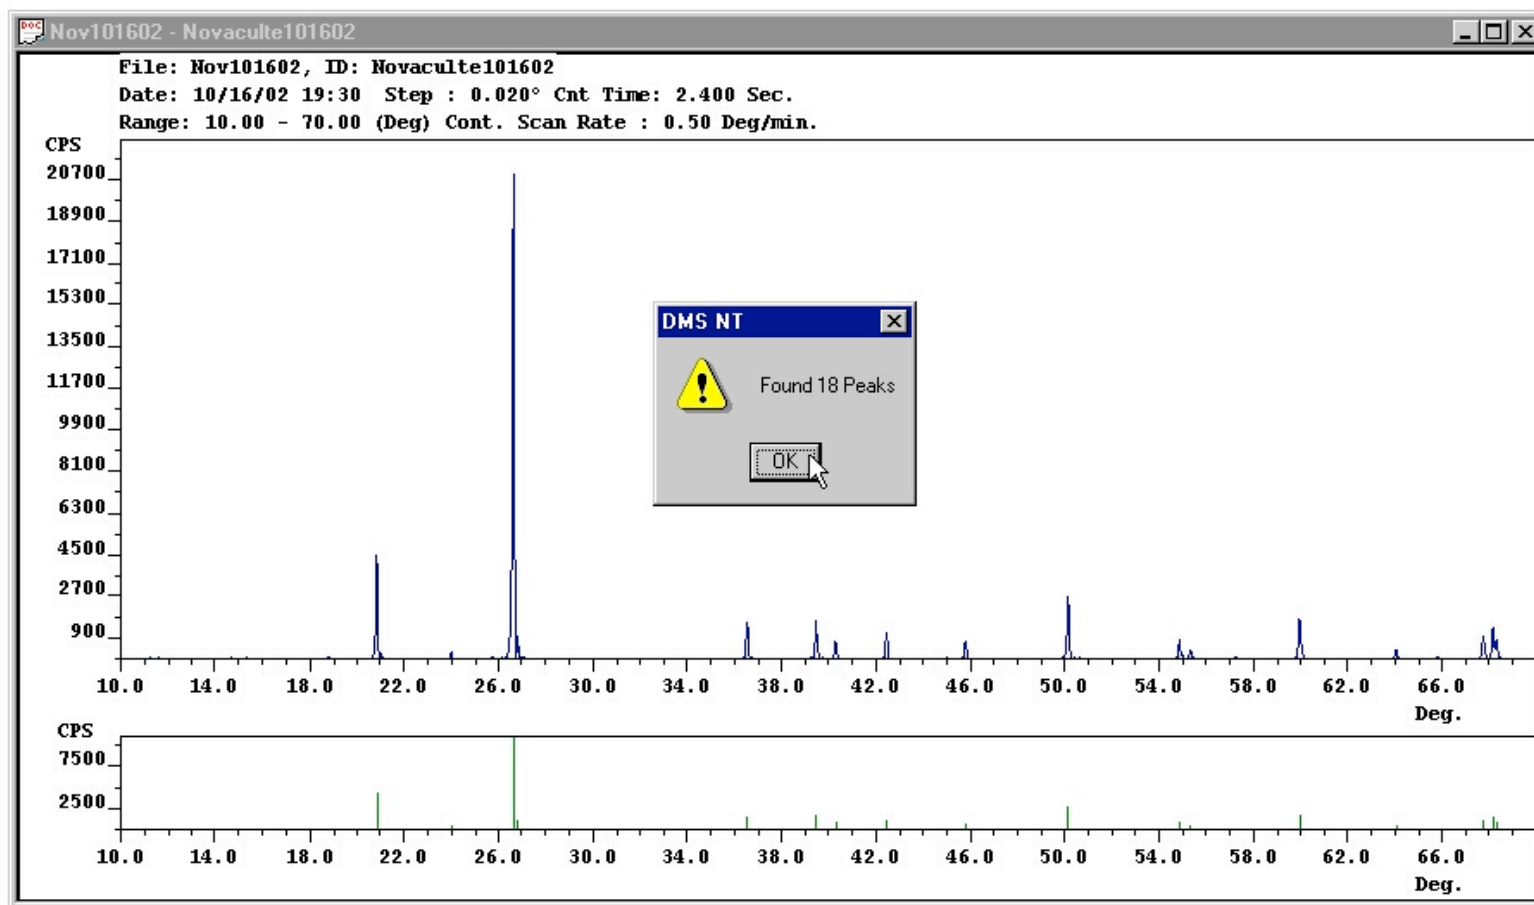 DOC Nov101602 - Novaculte101602
File: Nov101602, ID: Novaculte101602
Date: 10/16/02 19:30 Step : 0.020° Cnt Time: 2.400 Sec.
Range: 10.00 - 70.00 (Deg) Cont. Scan Rate : 0.50 Deg/min.
CPS
20700
18900
17100
15300
13500
11700
9900
8100
6300
4500
2700
900
DMS NT
Found 18 Peaks
OK
10.0 14.0 18.0 22.0 26.0 30.0 34.0 38.0 42.0 46.0 50.0 54.0 58.0 62.0 66.0
Deg.
CPS
7500
2500
10.0 14.0 18.0 22.0 26.0 30.0 34.0 38.0 42.0 46.0 50.0 54.0 58.0 62.0 66.0
Deg.